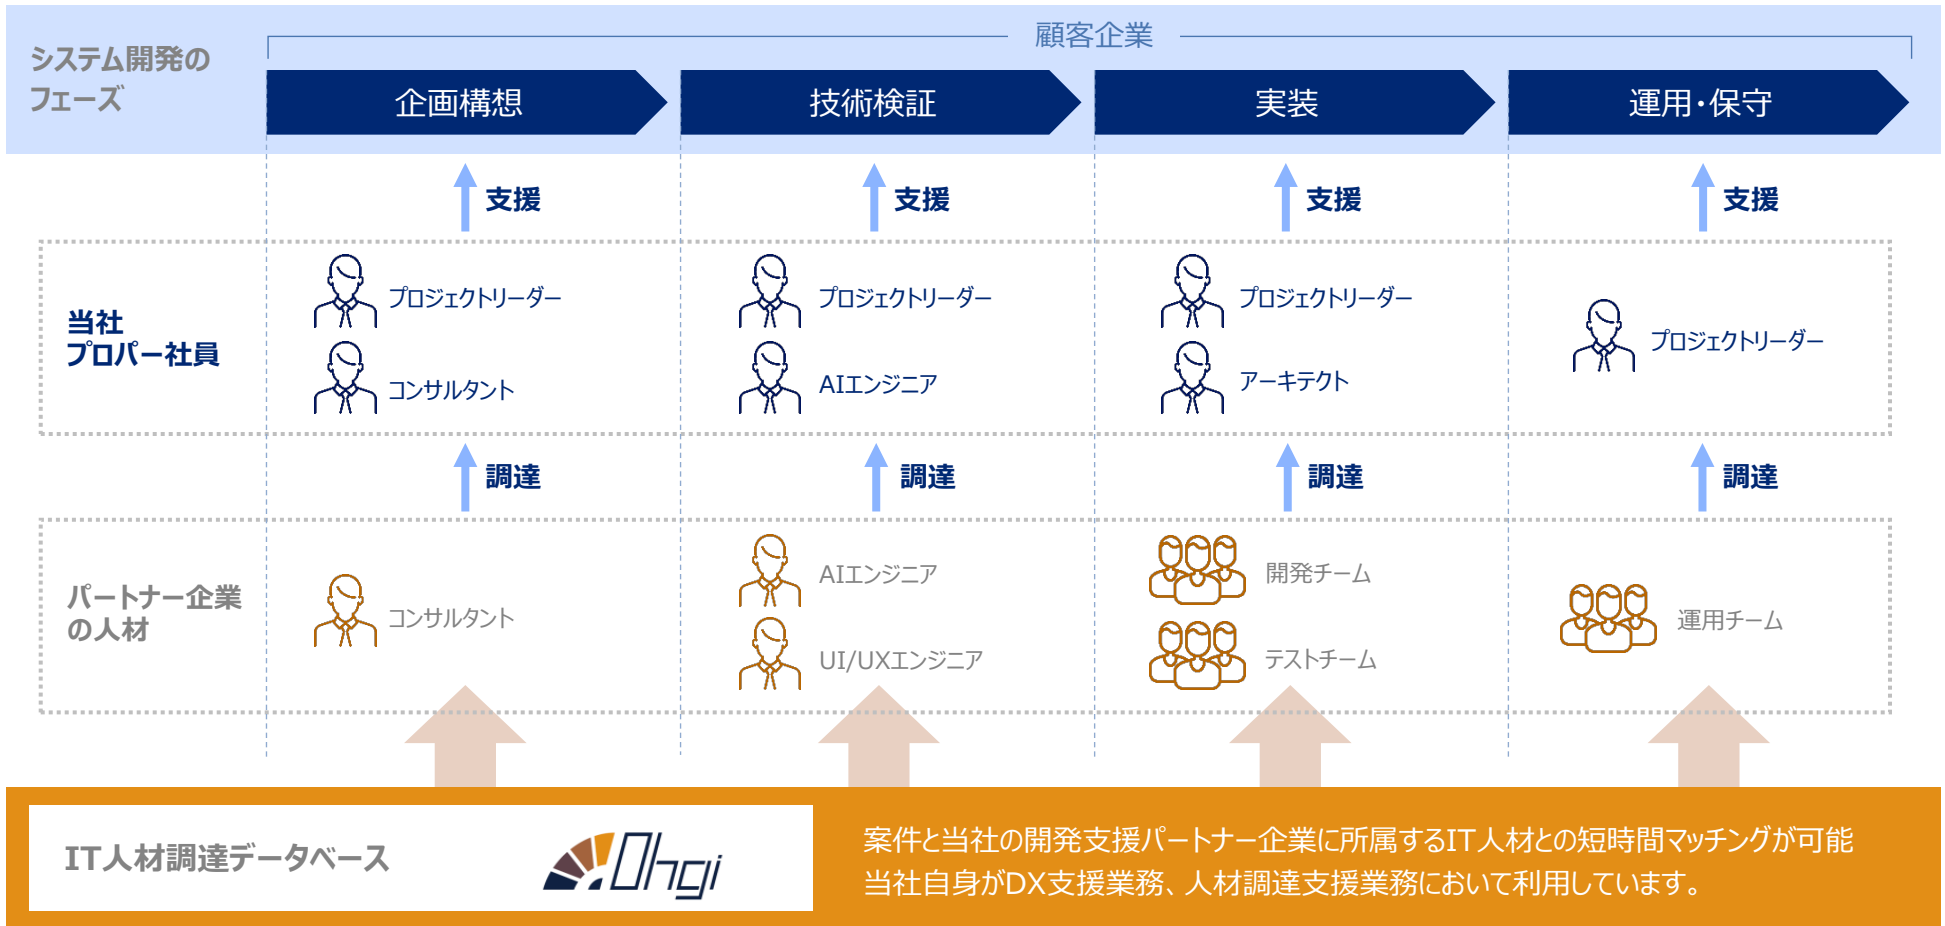 システム開発の
フェーズ
顧客企業
企画構想
技術検証
実装
運用・保守
支援
支援
支援
支援
当社
プロパー社員
プロジェクトリーダー
コンサルタント
プロジェクトリーダー
AIエンジニア
プロジェクトリーダー
アーキテクト
プロジェクトリーダー
調達
調達
調達
調達
パートナー企業
の人材
コンサルタント
AIエンジニア
UI/UXエンジニア
開発チーム
テストチーム
運用チーム
IT人材調達データベース
Ohgi
案件と当社の開発支援パートナー企業に所属するIT人材との短時間マッチングが可能
当社自身がDX支援業務、人材調達支援業務において利用しています。